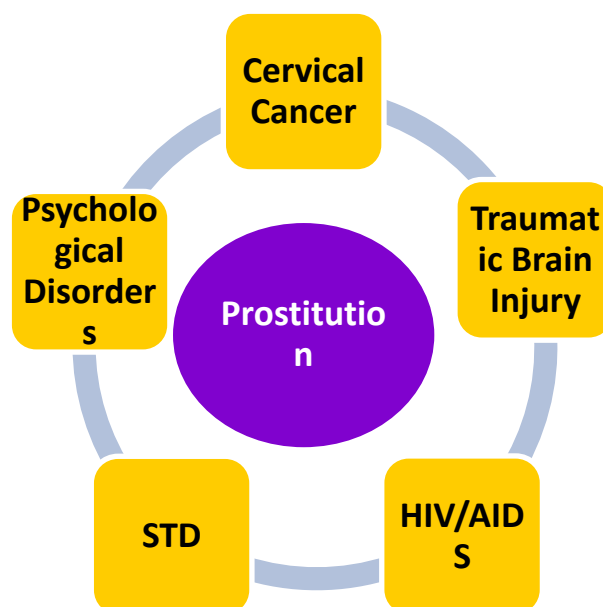 Cervical
Cancer
Psycholo
gical
Disorder
s
Traumat
ic Brain
Injury
Prostitutio
n
STD
HIV/AID
S